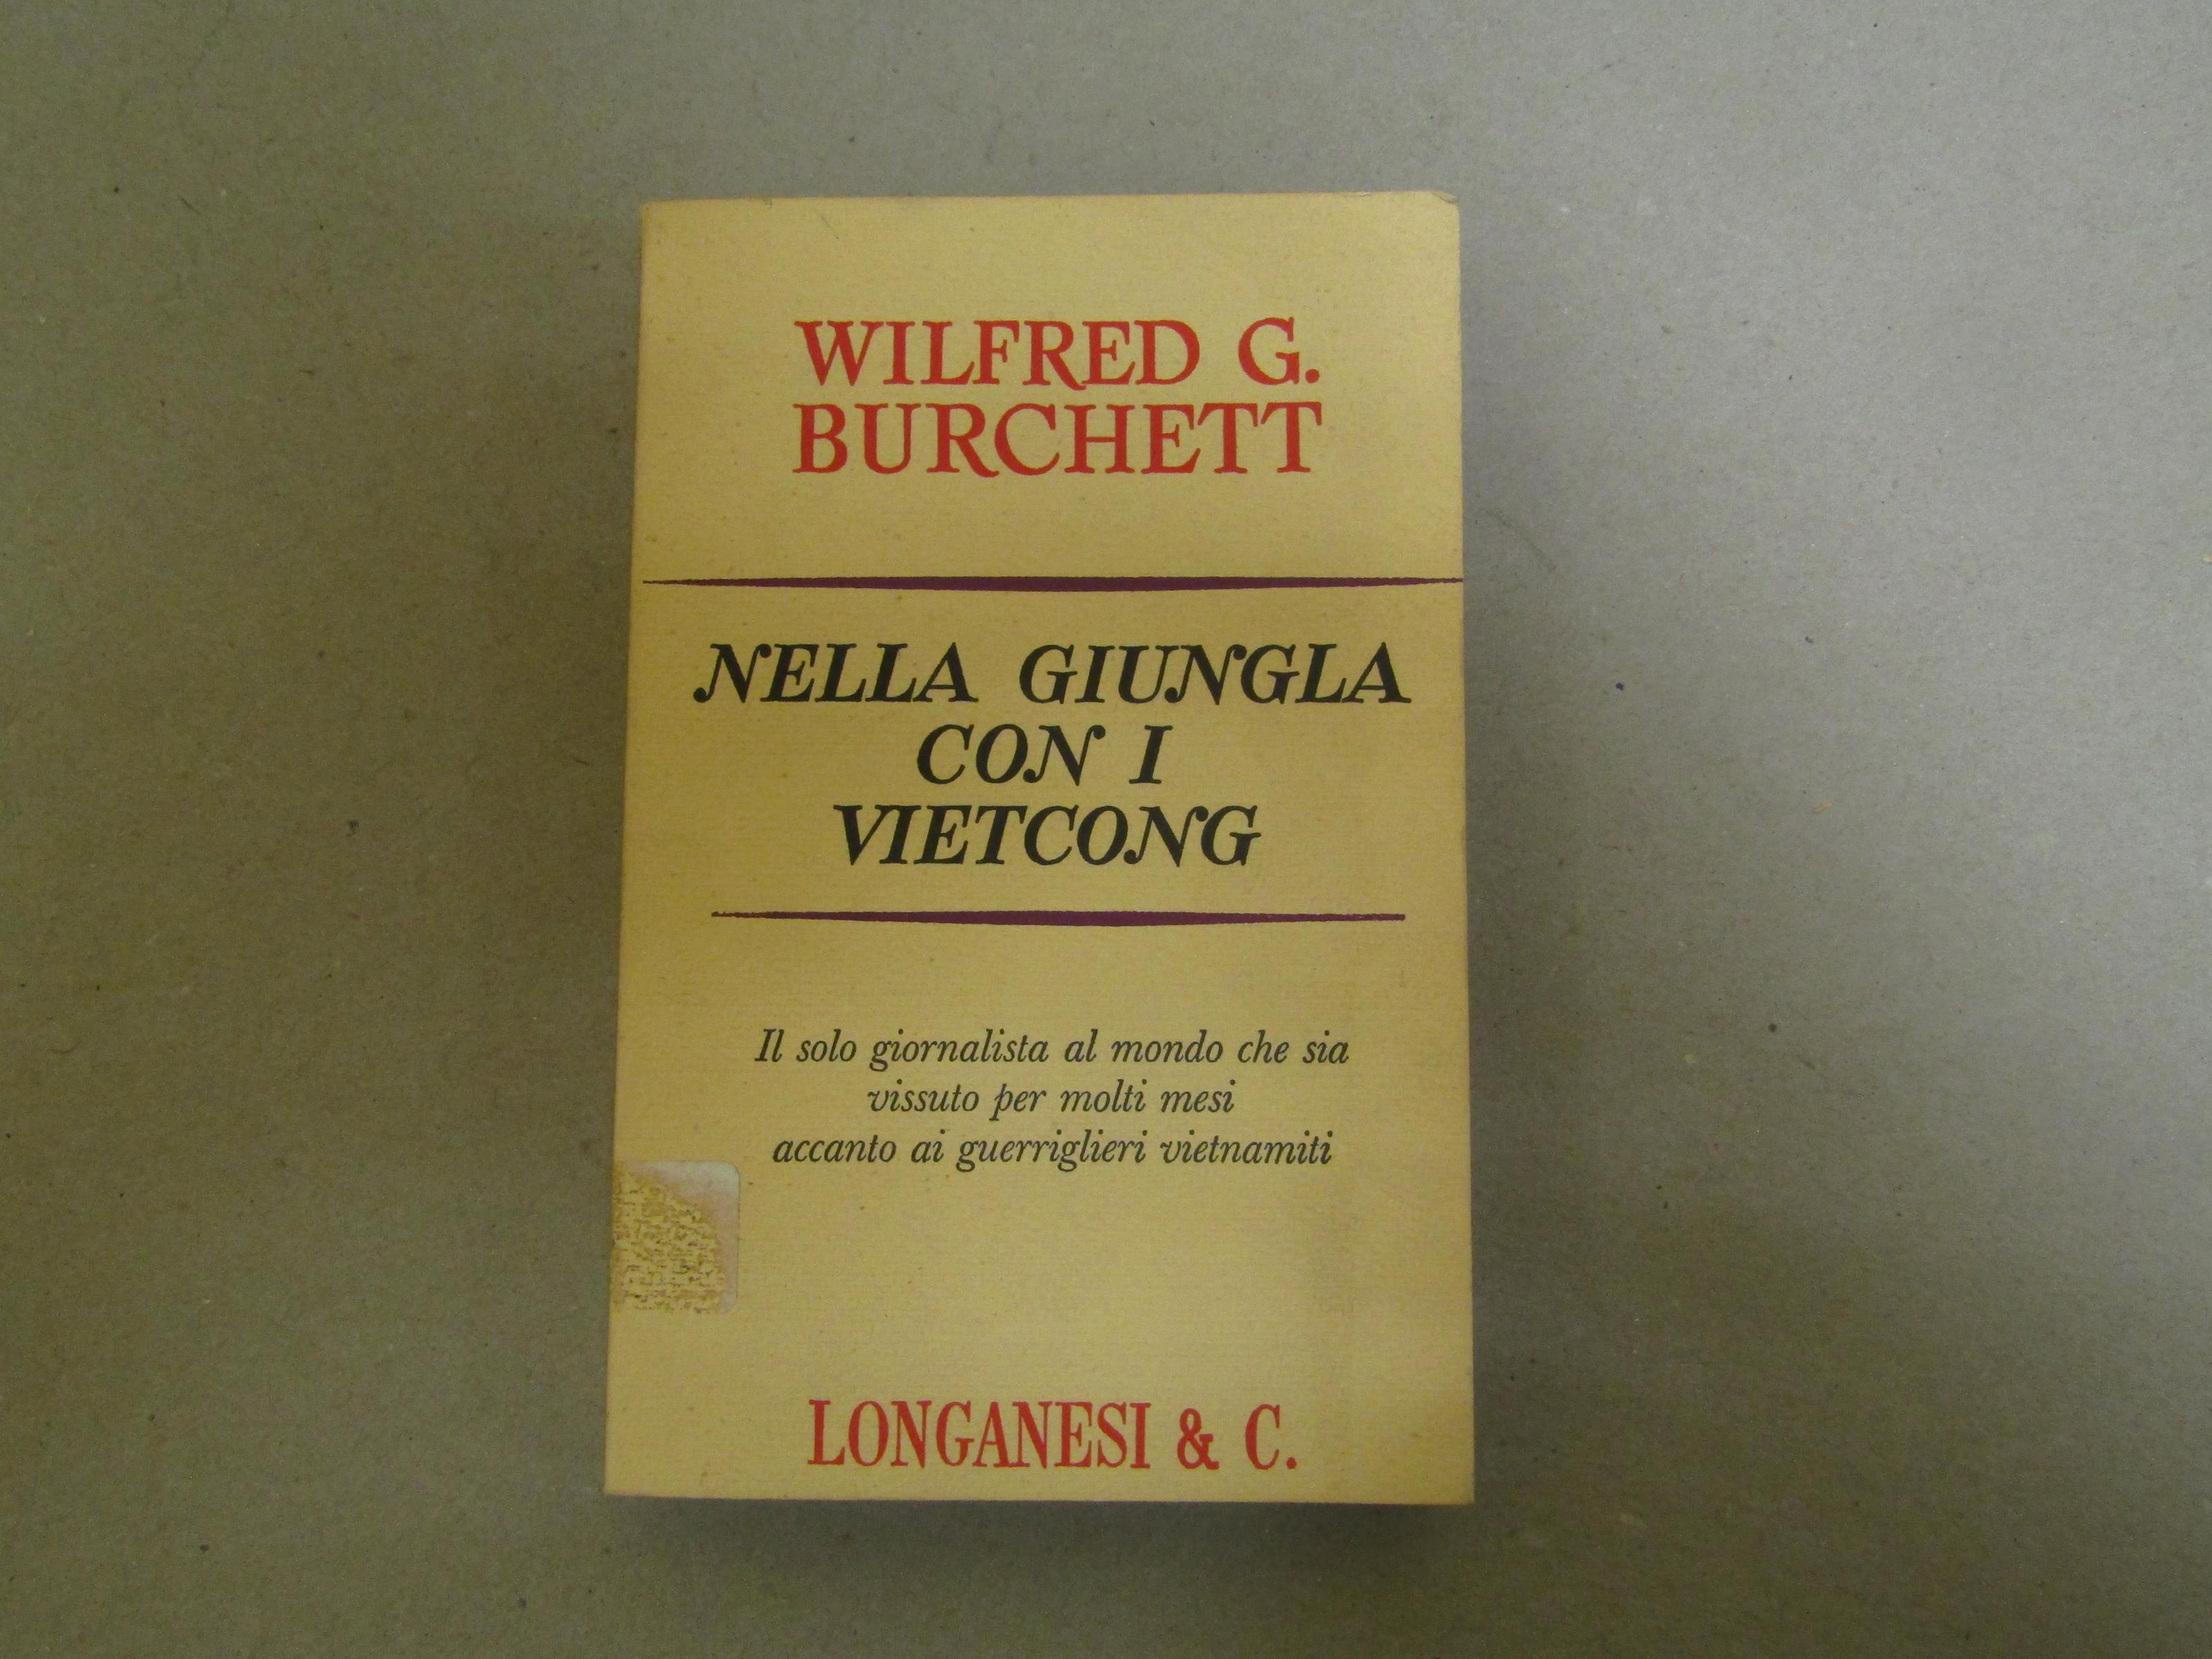 WILFRED G.
BURCHETT
NELLA GIUNGLA
CON I
VIETCONG
Il solo giornalista al mondo che sia
vissuto per molti mesi
accanto ai guerriglieri vietnamiti
LONGANESI & C.